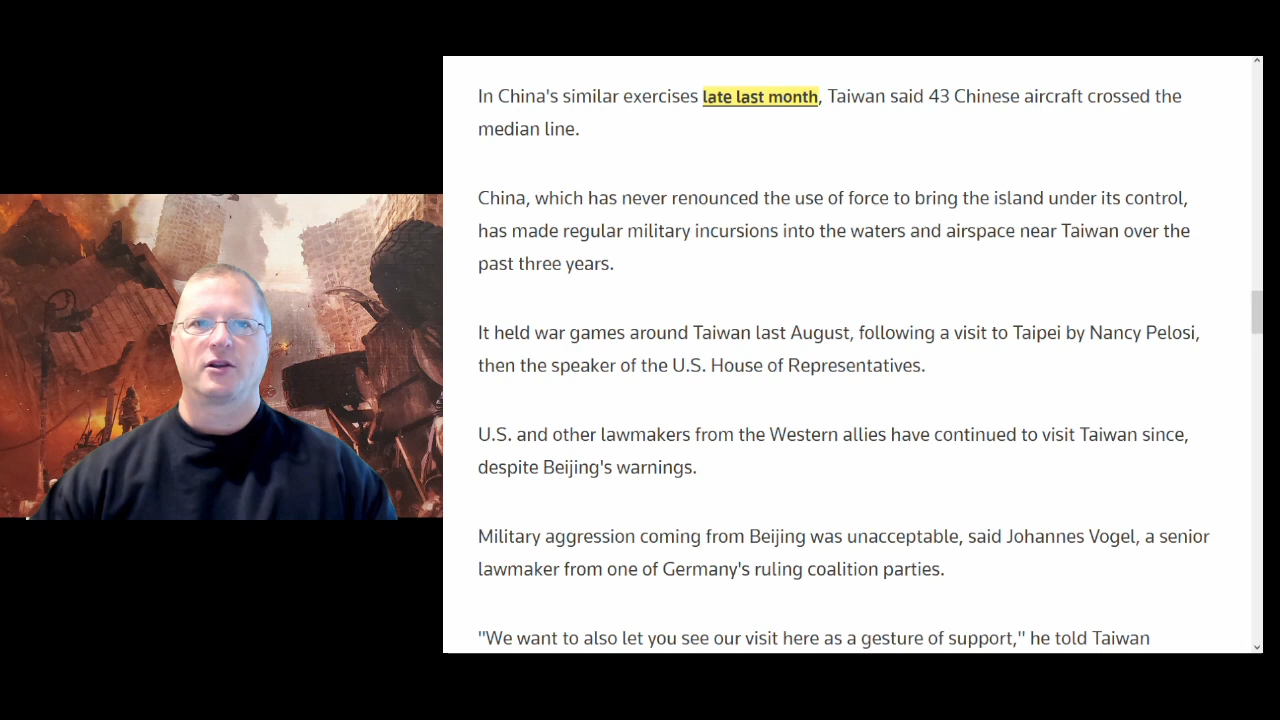 In China's similar exercises late last month, Taiwan said 43 Chinese aircraft crossed the
median line.
China, which has never renounced the use of force to bring the island under its control,
has made regular military incursions into the waters and airspace near Taiwan over the
past three years.
It held war games around Taiwan last August, following a visit to Taipei by Nancy Pelosi,
then the speaker of the U.S. House of Representatives.
U.S. and other lawmakers from the Western allies have continued to visit Taiwan since,
despite Beijing's warnings.
Military aggression coming from Beijing was unacceptable, said Johannes Vogel, a senior
lawmaker from one of Germany's ruling coalition parties.
"We want to also let you see our visit here as a gesture of support," he told Taiwan